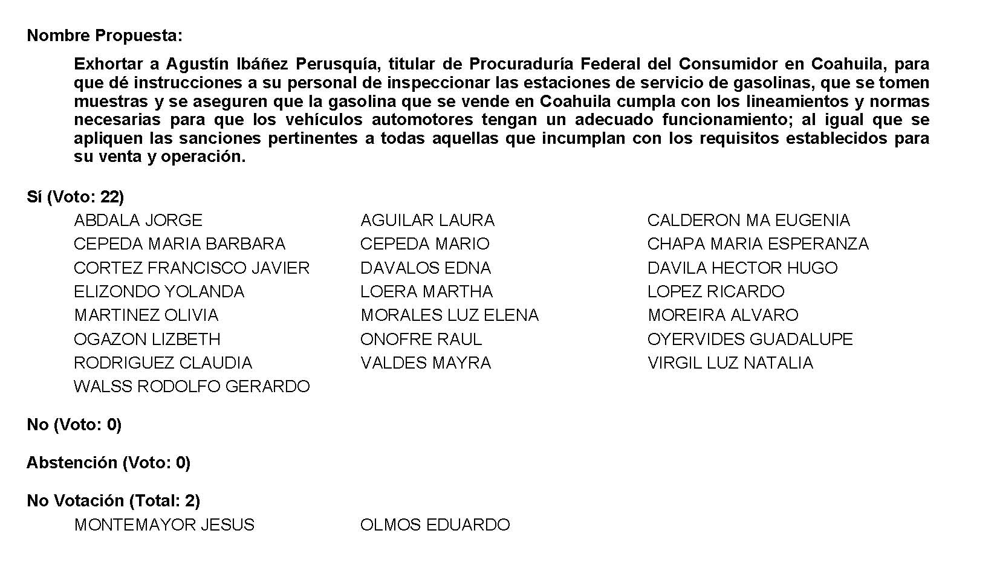 Nombre Propuesta:
Exhortar a Agustín Ibáñez Perusquía, titular de Procuraduría Federal del Consumidor en Coahuila, para
que dé instrucciones a su personal de inspeccionar las estaciones de servicio de gasolinas, que se tomen
muestras y se aseguren que la gasolina que se vende en Coahuila cumpla con los lineamientos y normas
necesarias para que los vehículos automotores tengan un adecuado funcionamiento; al igual que se
apliquen las sanciones pertinentes a todas aquellas que incumplan con los requisitos establecidos para
su venta y operación.
Sí (Voto: 22)
ABDALA JORGE AGUILAR LAURA CALDERON MA EUGENIA
CEPEDA MARIA BARBARA CEPEDA MARIO CHAPA MARIA ESPERANZA
CORTEZ FRANCISCO JAVIER DAVALOS EDNA DAVILA HECTOR HUGO
ELIZONDO YOLANDA LOERA MARTHA LOPEZ RICARDO
MARTINEZ OLIVIA MORALES LUZ ELENA MOREIRA ALVARO
OGAZON LIZBETH ONOFRE RAUL OYERVIDES GUADALUPE
RODRIGUEZ CLAUDIA VALDES MAYRA VIRGIL LUZ NATALIA
WALSS RODOLFO GERARDO
No (Voto: 0)
Abstención (Voto: 0)
No Votación (Total: 2)
MONTEMAYOR JESUS OLMOS EDUARDO